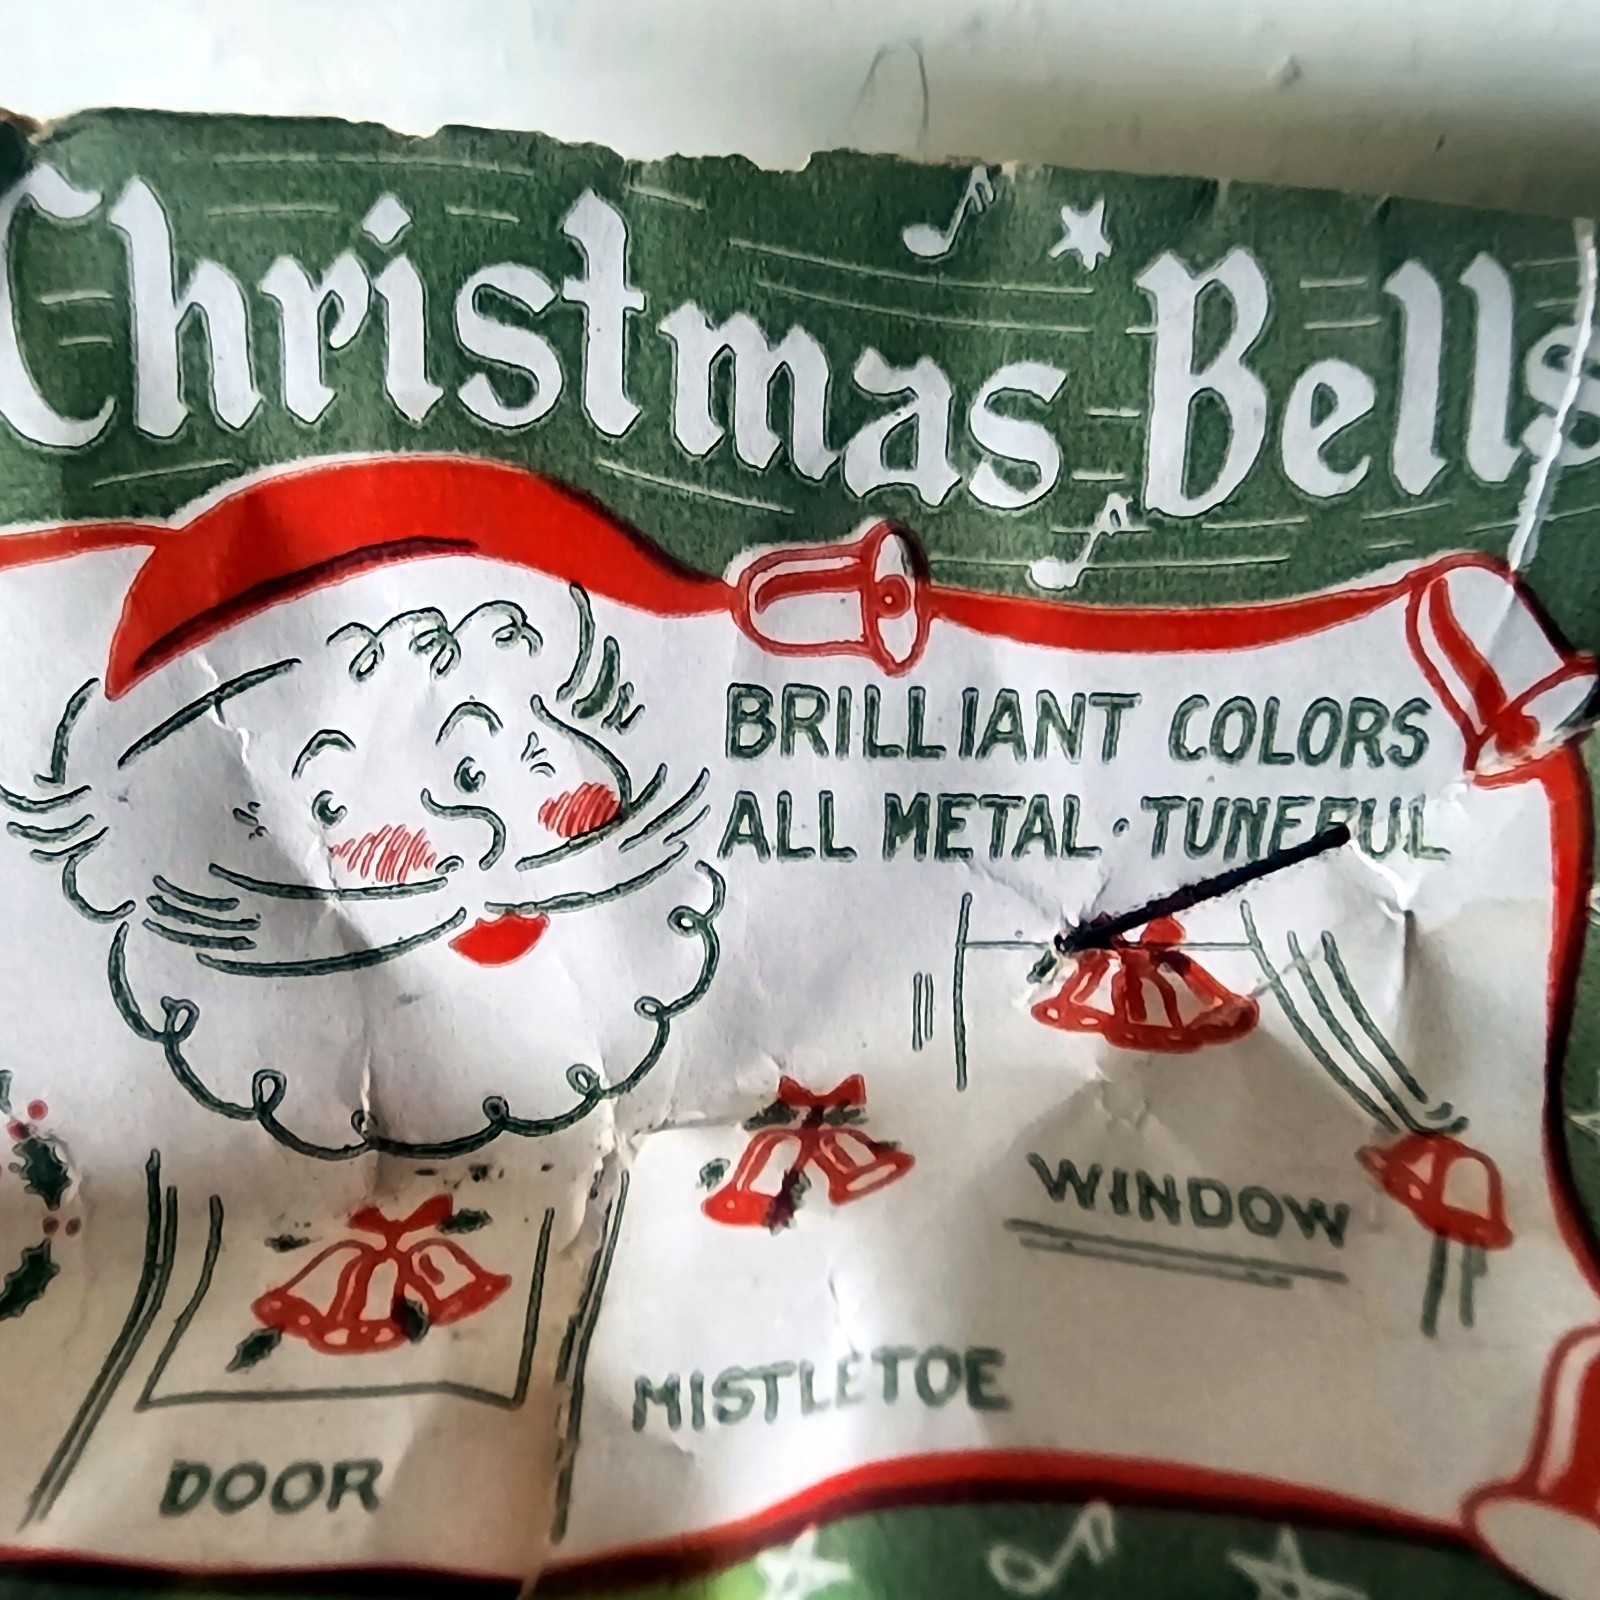 Christmas Bells
BRILLIANT COLORS
ALL METAL · TUNEFUL
WINDOW
MISTLETOE
DOOR